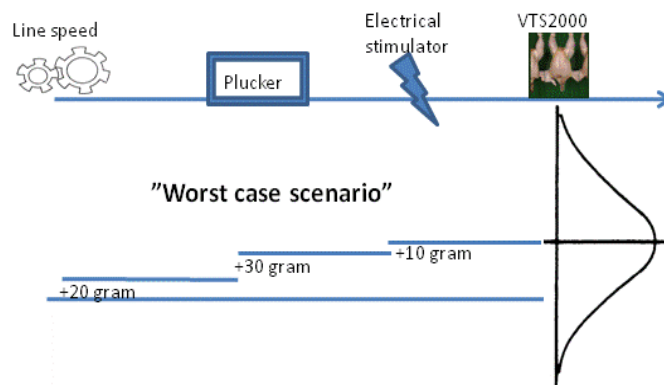 Line speed
Plucker
Electrical
stimulator
VTS2000
"Worst case scenario"
+20 gram
+30 gram
+10 gram